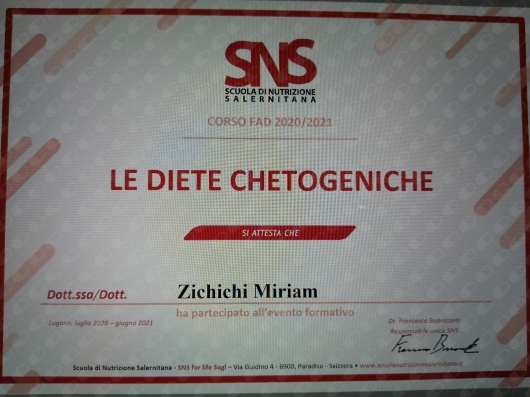 SNS
SCUOLA DI NUTRIZIONE
SALERNITANA
CORSO FAD 2020/2021
LE DIETE CHETOGENICHE
SI ATTESTA CHE
Dott.ssa/Dott. Zichichi Miriam
ha partecipato all'evento formativo
Lugano, luglio 2020 – giugno 2021
Dr. Francesco
Responsabile unico SNS
Scuola di Nutrizione Salernitana - SNS for life Sagl – Via Guidino 4 - 6900, Paradiso - Svizzera • www.scuolanutrizionesalernitana.it